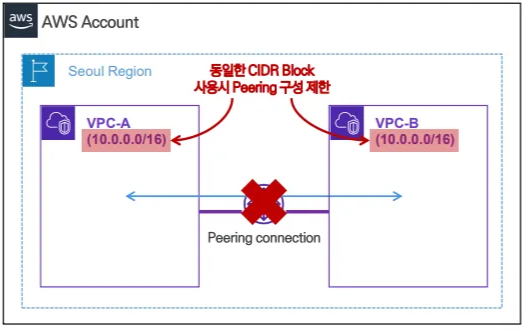 aws
AWS Account
Seoul Region
동일한 CIDR Block
사용시 Peering 구성 제한
VPC-A
(10.0.0.0/16)
VPC-B
(10.0.0.0/16)
Peering connection